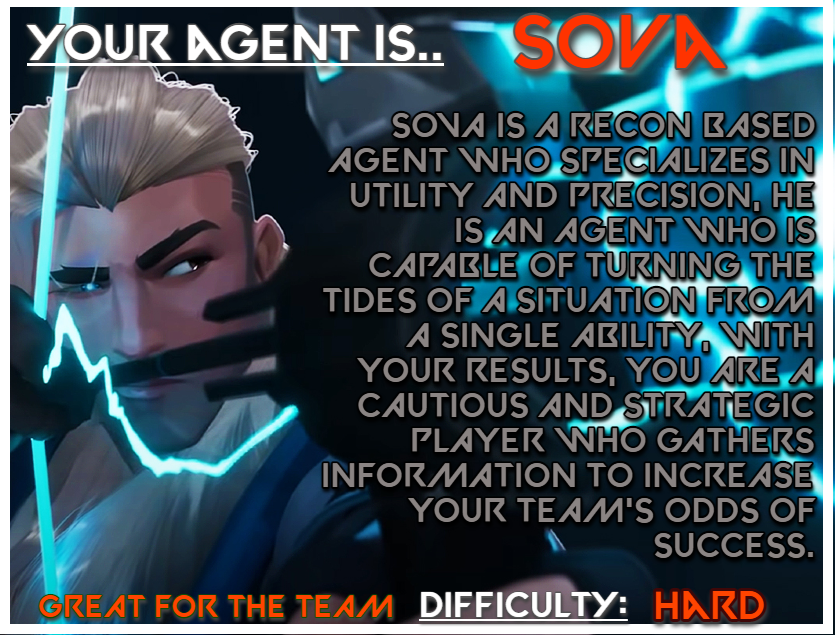 YOUR AGENT IS..
SOVA
SOVA IS A RECON BASED
AGENT WHO SPECIALIZES IN
UTILITY AND PRECISION, HE
IS AN AGENT WHO IS
CAPABLE OF TURNING THE
TIDES OF A SITUATION FROM
A SINGLE ABILITY, WITH
YOUR RESULTS, YOU ARE A
CAUTIOUS AND STRATEGIC
PLAYER WHO GATHERS
INFORMATION TO INCREASE
YOUR TEAM'S ODDS OF
SUCCESS.
GREAT FOR THE TEAM
DIFFICULTY: HARD